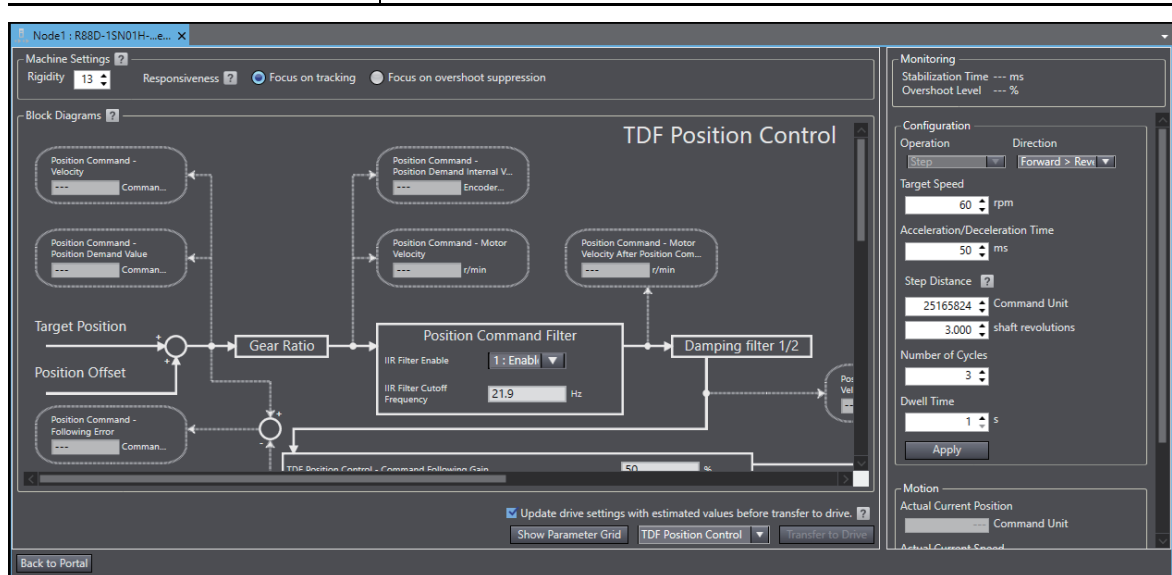 Node1 : R88D-1SN01H-...e...
Machine Settings ?
Rigidity 13 Responsiveness ? Focus on tracking Focus on overshoot suppression
Block Diagrams ?
TDF Position Control
Position Command -
Velocity
--- Comman...
Position Command -
Position Demand Internal V...
--- Encoder...
Position Command -
Position Demand Value
--- Comman...
Position Command - Motor
Velocity
--- r/min
Position Command - Motor
Velocity After Position Com...
--- r/min
Target Position
+
+
Gear Ratio
Position Command Filter
IIR Filter Enable 1 : Enabl
IIR Filter Cutoff
Frequency
21.9 Hz
Damping filter 1/2
Position Offset
Pos
Vel
--
Position Command -
Following Error
--- Comman...
+
-
TDF Position Control - Command Following Gain 50 %
Update drive settings with estimated values before transfer to drive. ?
Show Parameter Grid TDF Position Control Transfer to Drive
Back to Portal
Monitoring
Stabilization Time --- ms
Overshoot Level --- %
Configuration
Operation Direction
Step Forward > Reve
Target Speed
60 rpm
Acceleration/Deceleration Time
50 ms
Step Distance ?
25165824 Command Unit
3.000 shaft revolutions
Number of Cycles
3
Dwell Time
1 s
Apply
Motion
Actual Current Position
--- Command Unit
Actual Current Speed